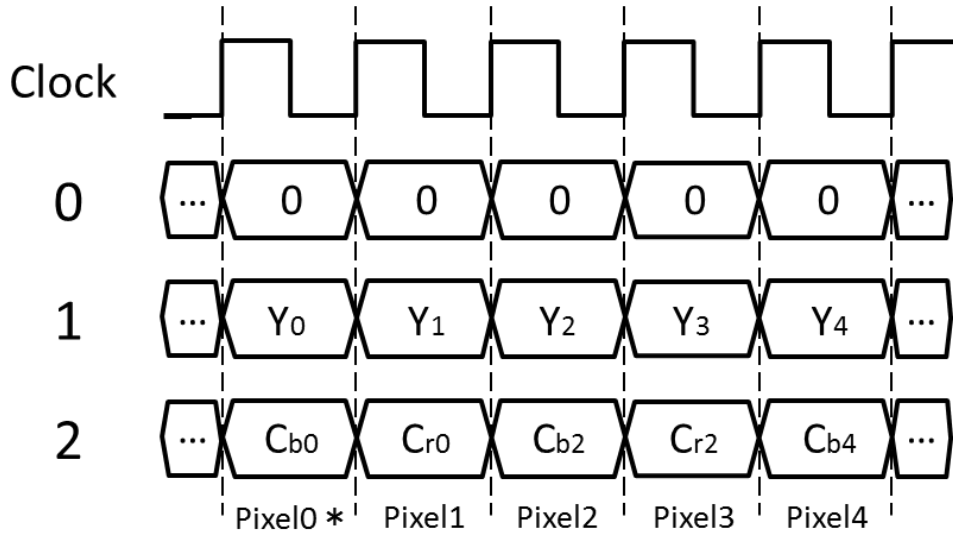 Clock
0 ... 0 0 0 0 0 ...
1 ... Y0 Y1 Y2 Y3 Y4 ...
2 ... Cb0 Cr0 Cb2 Cr2 Cb4 ...
Pixel0 * Pixel1 Pixel2 Pixel3 Pixel4